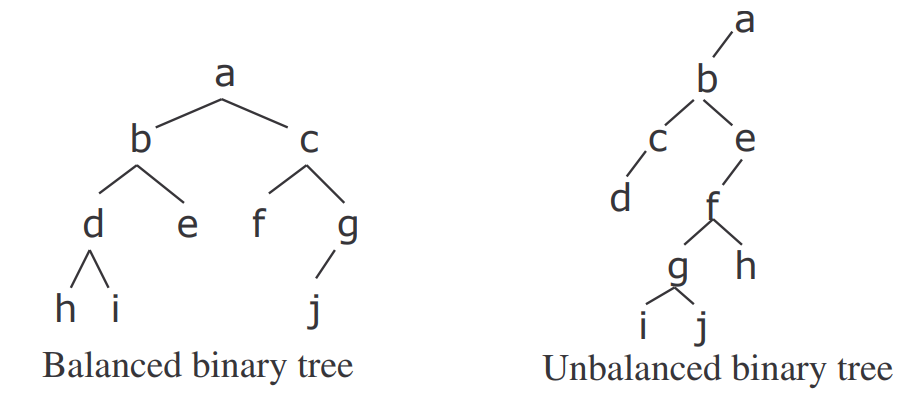 a
b c
d e f g
h i j
Balanced binary tree
a
b
c e
d f
g h
i j
Unbalanced binary tree